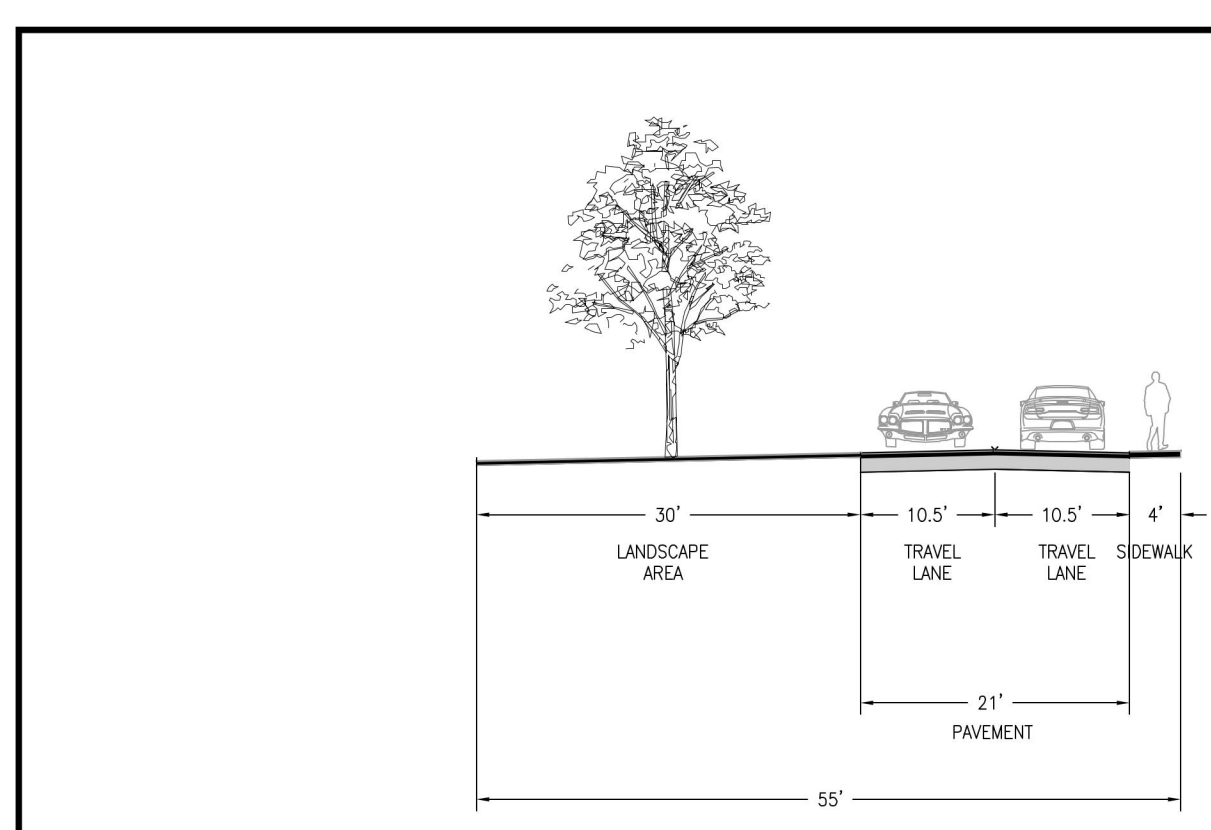 30' 10.5' 10.5' 4'
LANDSCAPE TRAVEL TRAVEL SIDEWALK
AREA LANE LANE
21'
PAVEMENT
55'